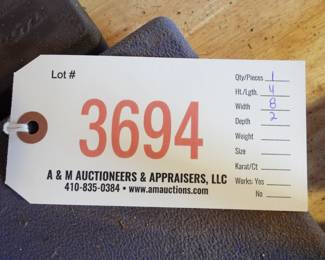 Lot #
3694
A & M AUCTIONEERS & APPRAISERS, LLC
410-835-0384 • www.amauctions.com
Qty/Pieces 1
Ht./Lgth. 4
Width 8
Depth 2
Weight
Size
Karat/Ct
Works: Yes
No